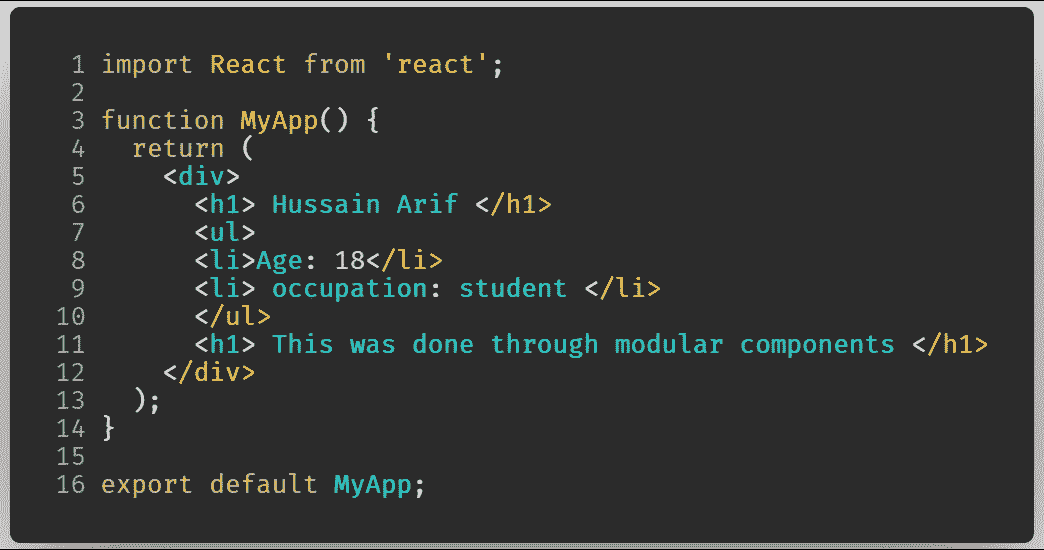 1 import React from 'react';
2
3 function MyApp() {
4   return (
5     <div>
6       <h1> Hussain Arif </h1>
7       <ul>
8       <li>Age: 18</li>
9       <li> occupation: student </li>
10       </ul>
11       <h1> This was done through modular components </h1>
12     </div>
13   );
14 }
15
16 export default MyApp;